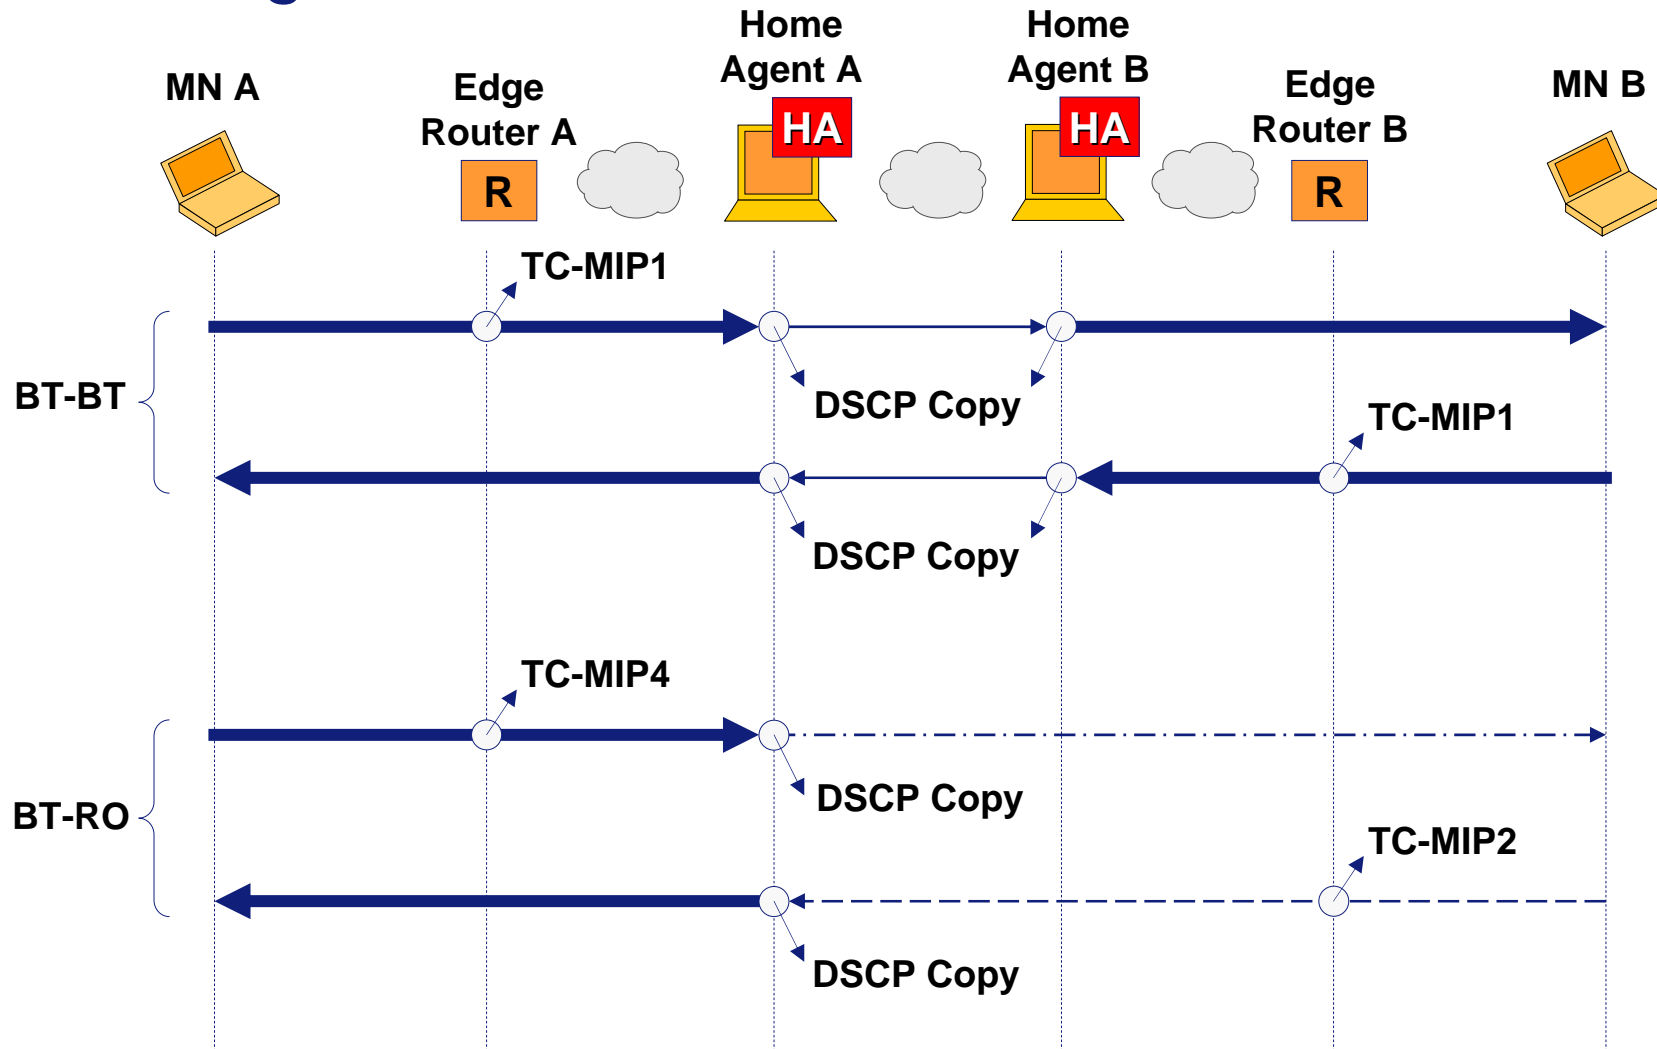 MN A
Edge
Router A
R
Home
Agent A
HA
Home
Agent B
HA
Edge
Router B
R
MN B
TC-MIP1
BT-BT
DSCP Copy
TC-MIP1
DSCP Copy
TC-MIP4
BT-RO
DSCP Copy
TC-MIP2
DSCP Copy